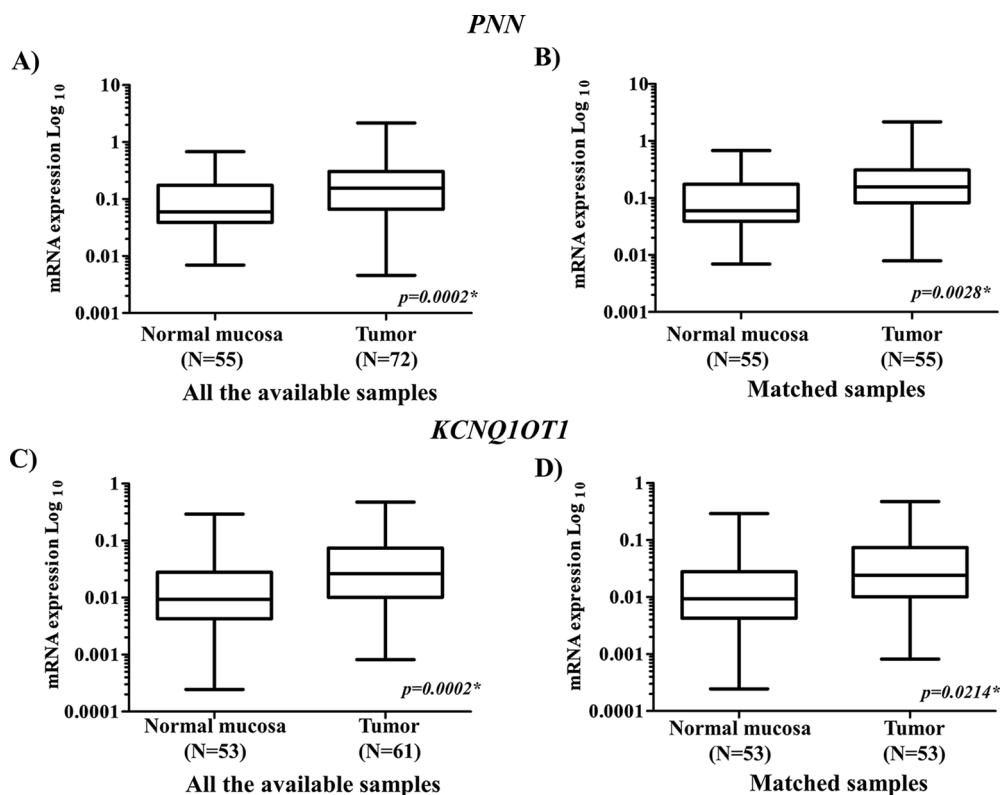 PNN
A)
mRNA expression Log 10
10
1
0.1
0.01
0.001
p=0.0002*
Normal mucosa
(N=55)
Tumor
(N=72)
All the available samples
B)
mRNA expression Log 10
10
1
0.1
0.01
0.001
p=0.0028*
Normal mucosa
(N=55)
Tumor
(N=55)
Matched samples
KCNQ1OT1
C)
mRNA expression Log 10
1
0.1
0.01
0.001
0.0001
p=0.0002*
Normal mucosa
(N=53)
Tumor
(N=61)
All the available samples
D)
mRNA expression Log 10
1
0.1
0.01
0.001
0.0001
p=0.0214*
Normal mucosa
(N=53)
Tumor
(N=53)
Matched samples